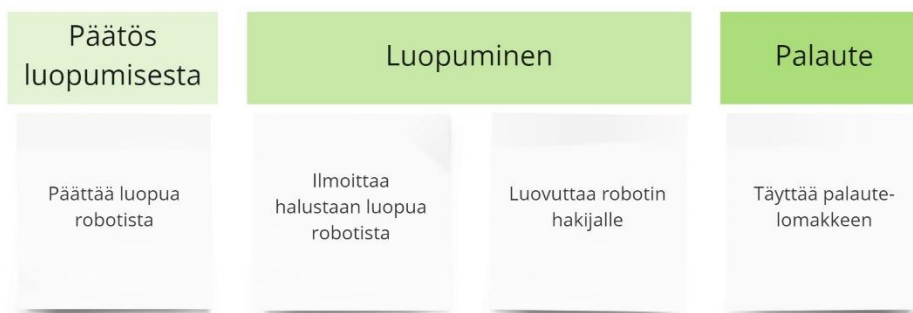 Päätös
luopumisesta
Luopuminen
Palaute
Päättää luopua
robotista
Ilmoittaa
halustaan luopua
robotista
Luovuttaa robotin
hakijalle
Täyttää palaute-
lomakkeen